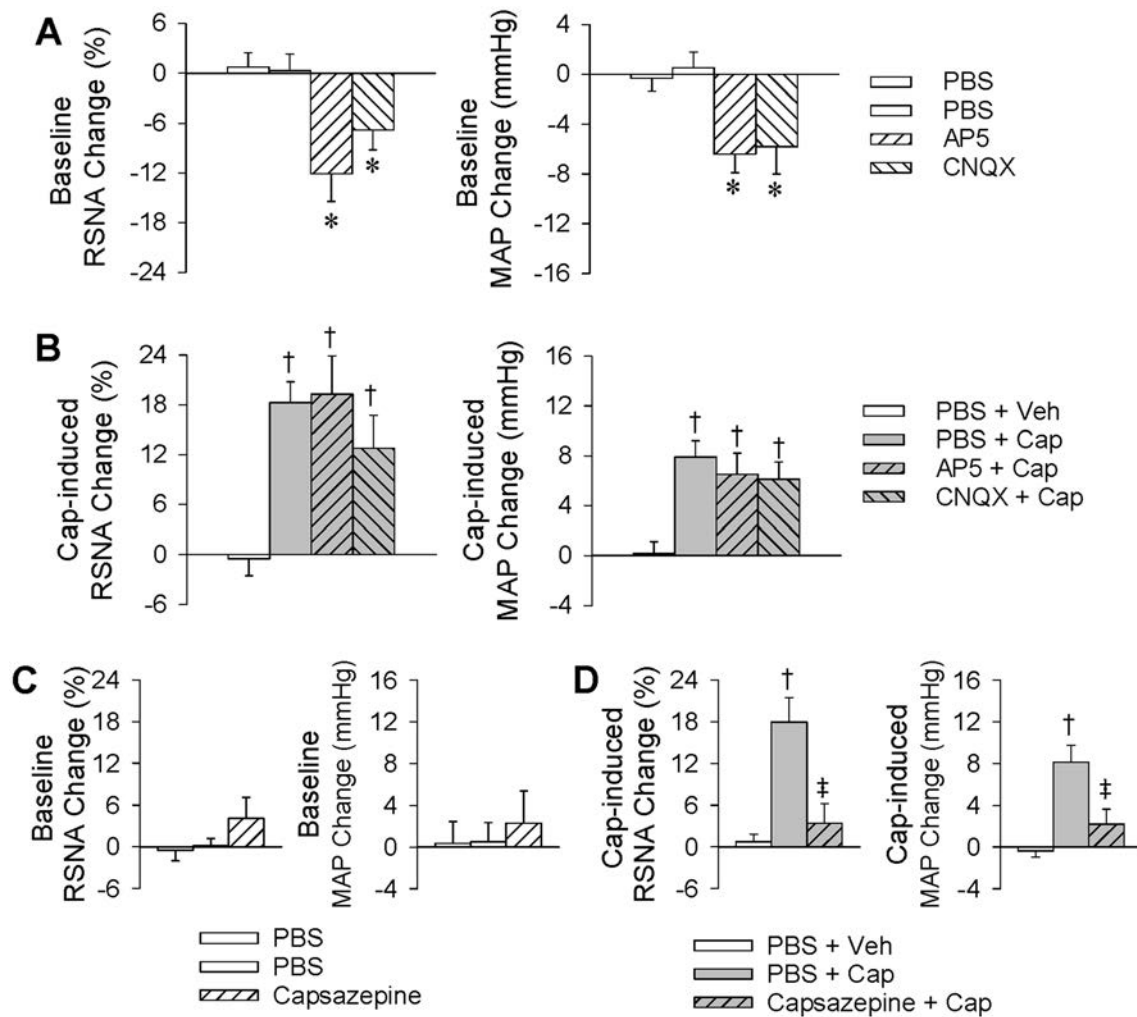 A
Baseline
RSNA Change (%)
6
0
-6
-12
-18
-24
*
*
Baseline
MAP Change (mmHg)
4
0
-4
-8
-12
-16
*
*
PBS
PBS
AP5
CNQX
B
Cap-induced
RSNA Change (%)
24
18
12
6
0
-6
†
†
†
Cap-induced
MAP Change (mmHg)
16
12
8
4
0
-4
†
†
†
PBS + Veh
PBS + Cap
AP5 + Cap
CNQX + Cap
C
Baseline
RSNA Change (%)
24
18
12
6
0
-6
Baseline
MAP Change (mmHg)
16
12
8
4
0
-4
PBS
PBS
Capsazepine
D
Cap-induced
RSNA Change (%)
24
18
12
6
0
-6
†
‡
Cap-induced
MAP Change (mmHg)
16
12
8
4
0
-4
†
‡
PBS + Veh
PBS + Cap
Capsazepine + Cap